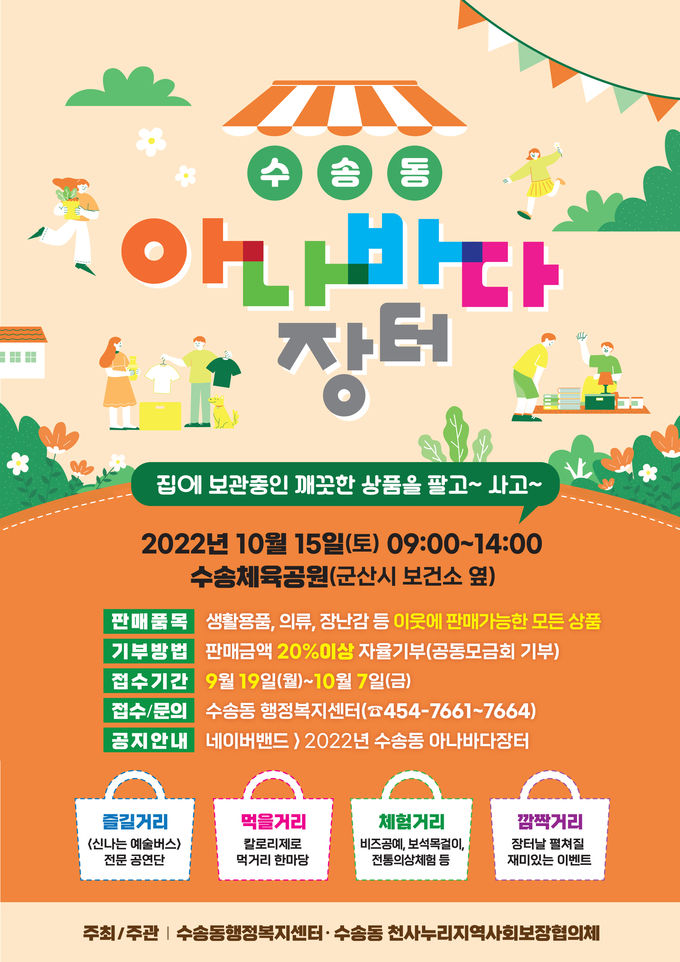 수송동
아나바다
장터
집에 보관중인 깨끗한 상품을 팔고~ 사고~
2022년 10월 15일(토) 09:00~14:00
수송체육공원(군산시 보건소 옆)
판매품목 생활용품, 의류, 장난감 등 이웃에 판매가능한 모든 상품
기부방법 판매금액 20%이상 자율기부(공동모금회 기부)
접수기간 9월 19일(월)~10월 7일(금)
접수/문의 수송동 행정복지센터(☎454-7661~7664)
공지안내 네이버밴드 > 2022년 수송동 아나바다장터
즐길거리
<신나는 예술버스>
전문 공연단
먹을거리
칼로리제로
먹거리 한마당
체험거리
비즈공예, 보석목걸이,
전통의상체험 등
깜짝거리
장터날 펼쳐질
재미있는 이벤트
주최/주관 | 수송동행정복지센터 · 수송동 천사누리지역사회보장협의체